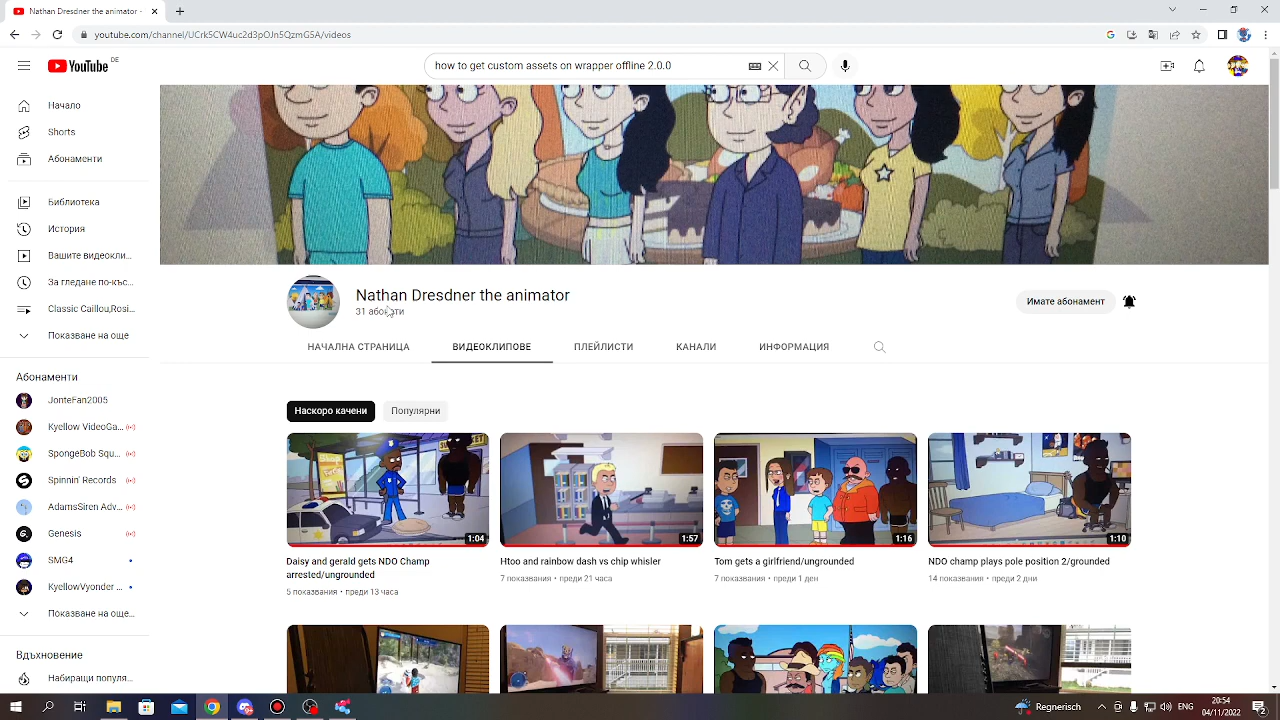 Nathan Dresdner the animator -
youtube.com/channel/UCrk5CW4uc2d3pOJn5QzmG5A/videos
YouTube DE
how to get custom assets on wrapper offline 2.0.0
Начало
Shorts
Абонаменти
Библиотека
История
Вашите видеокли...
За гледане по-къс...
Classic Caillou,Rosi...
Показване на още
Абонаменти
JonteFan2005
Kyellow VideoGa...
SpongeBob Squ...
Spinnin' Records
AdamsSiren Adv...
Genesis
SMG4
KyellowVyonder ...
Показване на още...
Вдъхновение
Набиращи популя...
Nathan Dresdner the animator
31 абонати
Имате абонамент
НАЧАЛНА СТРАНИЦА
ВИДЕОКЛИПОВЕ
ПЛЕЙЛИСТИ
КАНАЛИ
ИНФОРМАЦИЯ
Наскоро качени
Популярни
1:04
Daisy and gerald gets NDO Champ
arrested/ungrounded
5 показвания • преди 13 часа
1:57
Htoo and rainbow dash vs chip whisler
7 показвания • преди 21 часа
1:16
Tom gets a girlfriend/ungrounded
7 показвания • преди 1 ден
1:10
NDO champ plays pole position 2/grounded
14 показвания • преди 2 дни
Regnerisch
ENG
20:54
04/11/2022